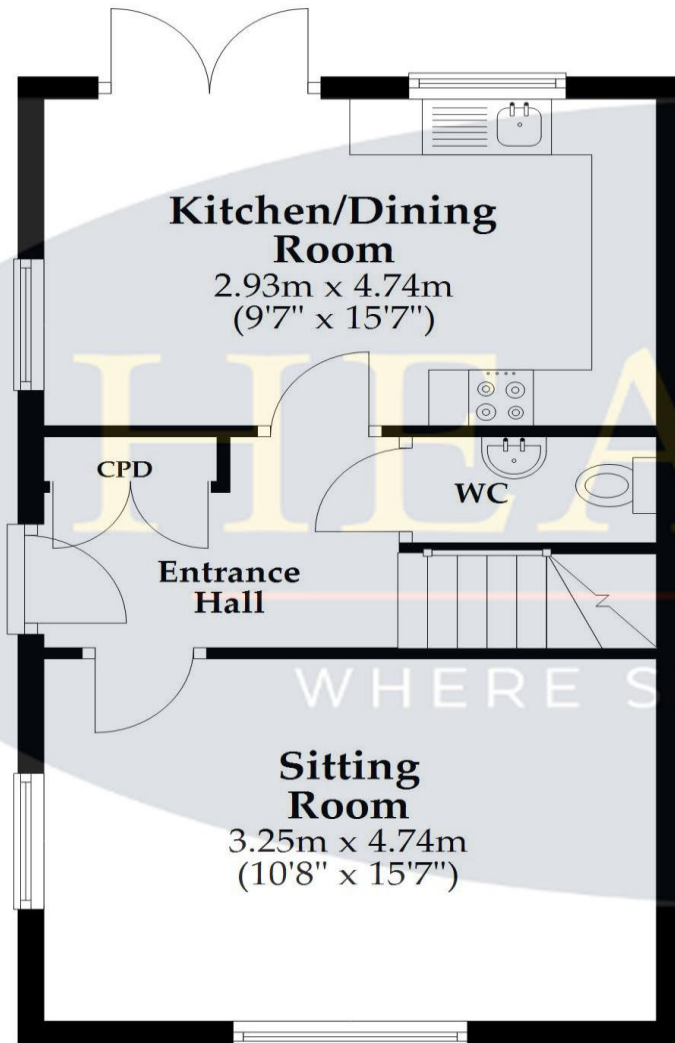 Kitchen/Dining
Room
2.93m x 4.74m
(9'7" x 15'7")
HEA
CPD
WC
Entrance
Hall
WHERE S
Sitting
Room
3.25m x 4.74m
(10'8" x 15'7")